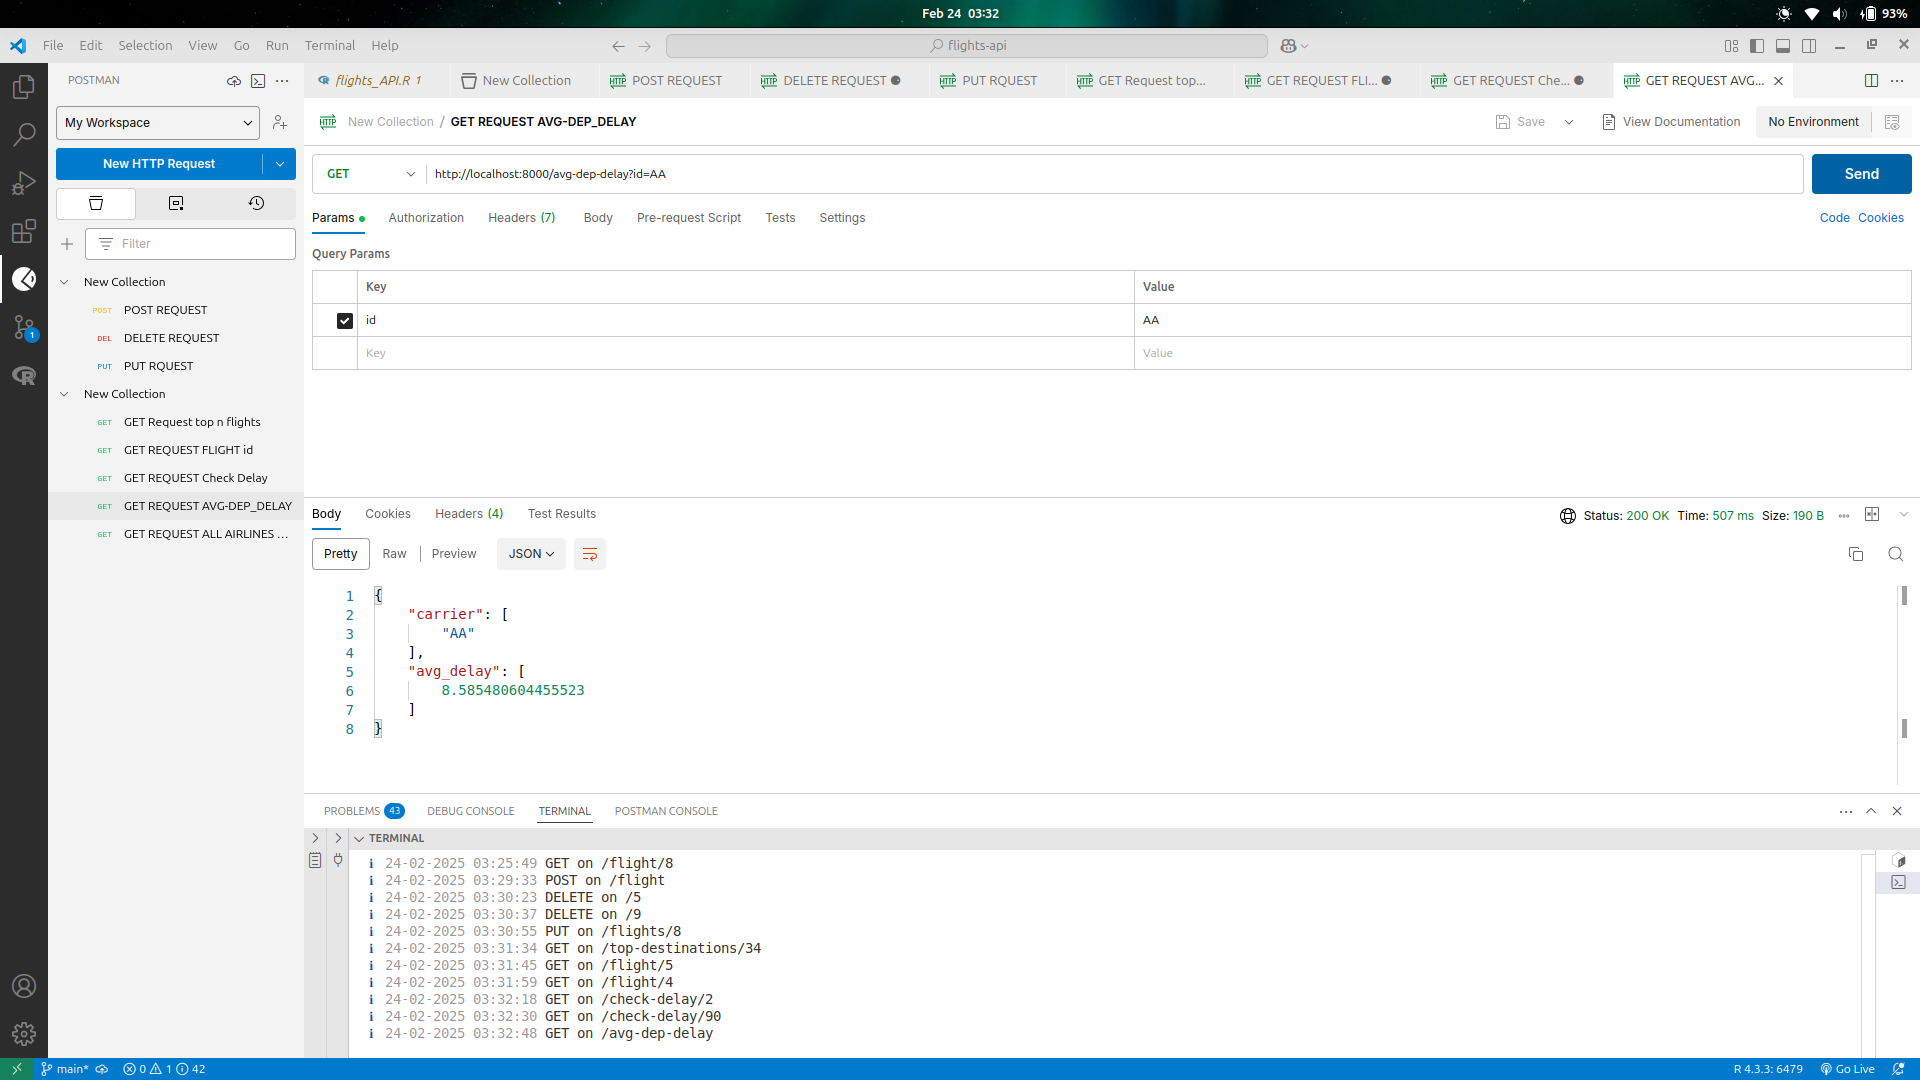 Feb 24 03:32
93%
File Edit Selection View Go Run Terminal Help
flights-api
POSTMAN
flights_API.R 1
New Collection
POST REQUEST
DELETE REQUEST
PUT RQUEST
GET Request top...
GET REQUEST FLI...
GET REQUEST Che...
GET REQUEST AVG...
My Workspace
New Collection / GET REQUEST AVG-DEP_DELAY
Save
View Documentation
No Environment
New HTTP Request
GET
http://localhost:8000/avg-dep-delay?id=AA
Send
Params Authorization Headers (7) Body Pre-request Script Tests Settings
Code Cookies
Filter
Query Params
Key Value
id AA
Key Value
New Collection
POST POST REQUEST
DEL DELETE REQUEST
PUT PUT RQUEST
New Collection
GET GET Request top n flights
GET GET REQUEST FLIGHT id
GET GET REQUEST Check Delay
GET GET REQUEST AVG-DEP_DELAY
GET GET REQUEST ALL AIRLINES ...
1
Body Cookies Headers (4) Test Results
Status: 200 OK Time: 507 ms Size: 190 B
Pretty Raw Preview JSON
1 {
2 "carrier": [
3 "AA"
4 ],
5 "avg_delay": [
6 8.585480604455523
7 ]
8 }
PROBLEMS 43 DEBUG CONSOLE TERMINAL POSTMAN CONSOLE
TERMINAL
i 24-02-2025 03:25:49 GET on /flight/8
i 24-02-2025 03:29:33 POST on /flight
i 24-02-2025 03:30:23 DELETE on /5
i 24-02-2025 03:30:37 DELETE on /9
i 24-02-2025 03:30:55 PUT on /flights/8
i 24-02-2025 03:31:34 GET on /top-destinations/34
i 24-02-2025 03:31:45 GET on /flight/5
i 24-02-2025 03:31:59 GET on /flight/4
i 24-02-2025 03:32:18 GET on /check-delay/2
i 24-02-2025 03:32:30 GET on /check-delay/90
i 24-02-2025 03:32:48 GET on /avg-dep-delay
main* 0 1 42
R 4.3.3: 6479 Go Live